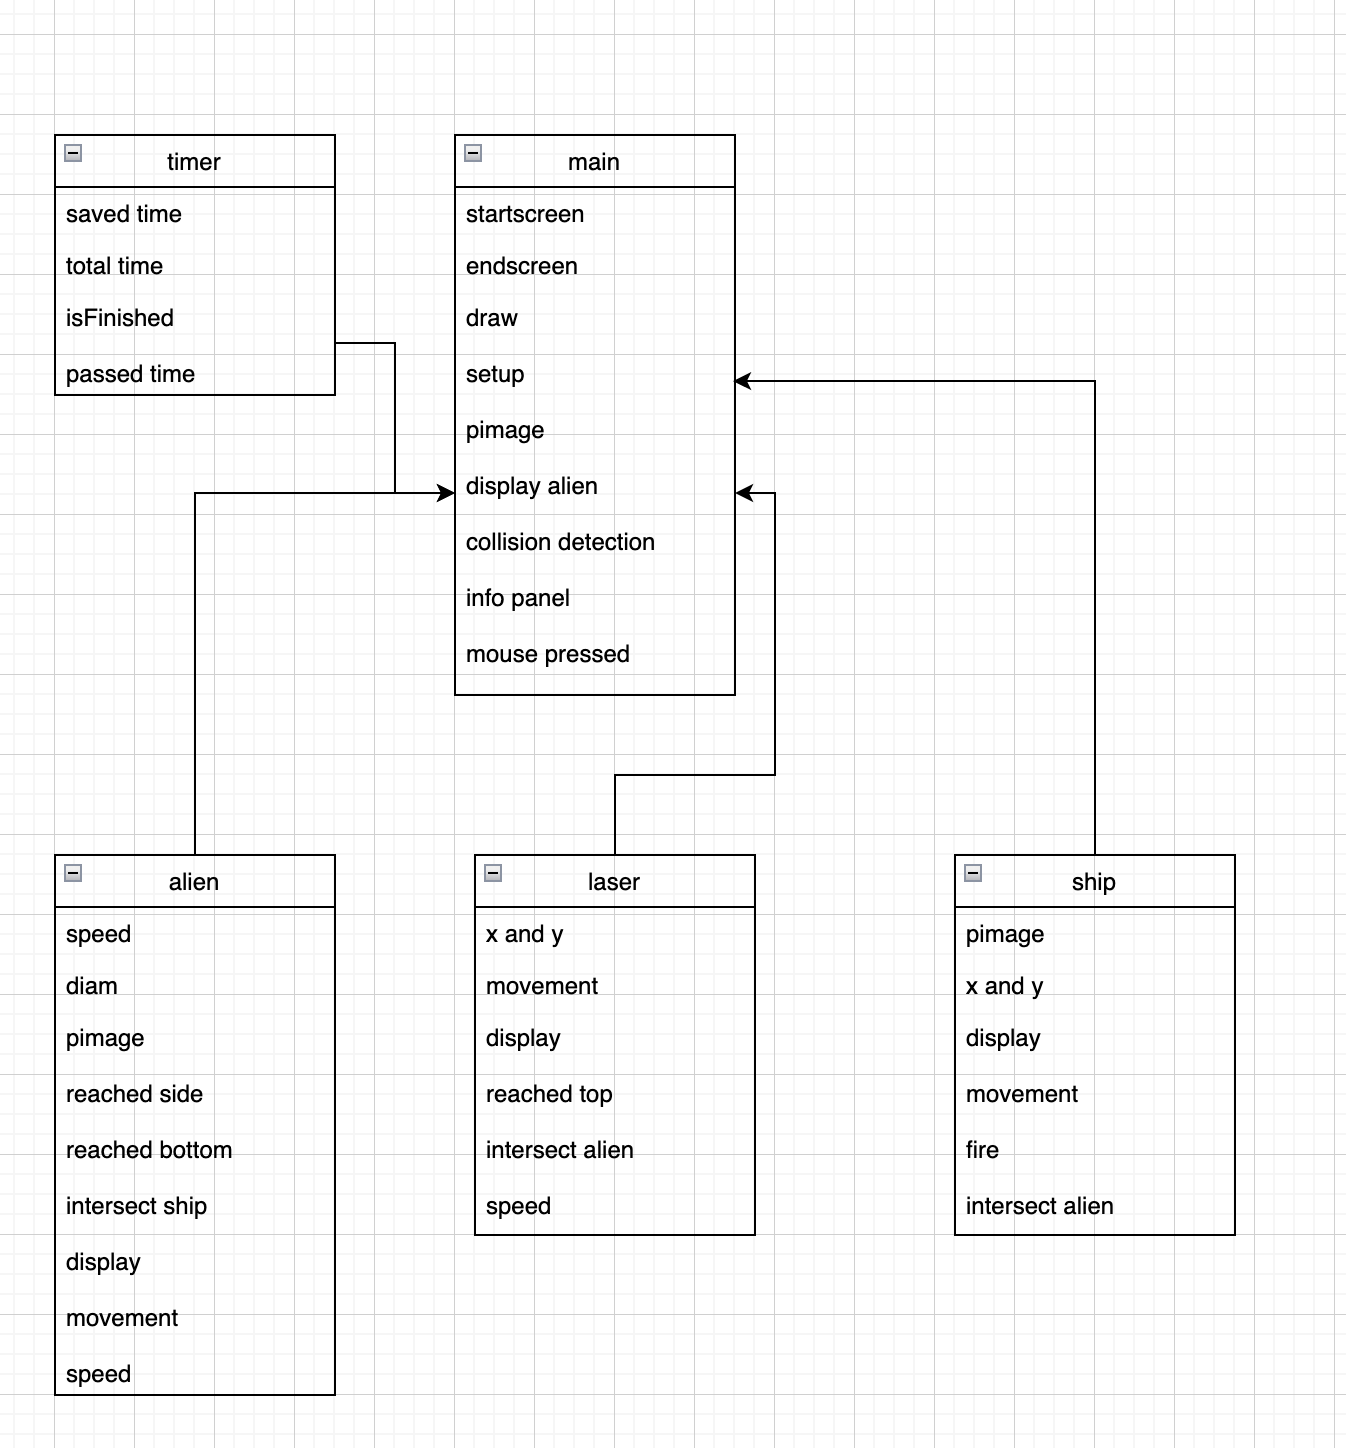 timer
saved time
total time
isFinished
passed time
main
startscreen
endscreen
draw
setup
pimage
display alien
collision detection
info panel
mouse pressed
alien
speed
diam
pimage
reached side
reached bottom
intersect ship
display
movement
speed
laser
x and y
movement
display
reached top
intersect alien
speed
ship
pimage
x and y
display
movement
fire
intersect alien